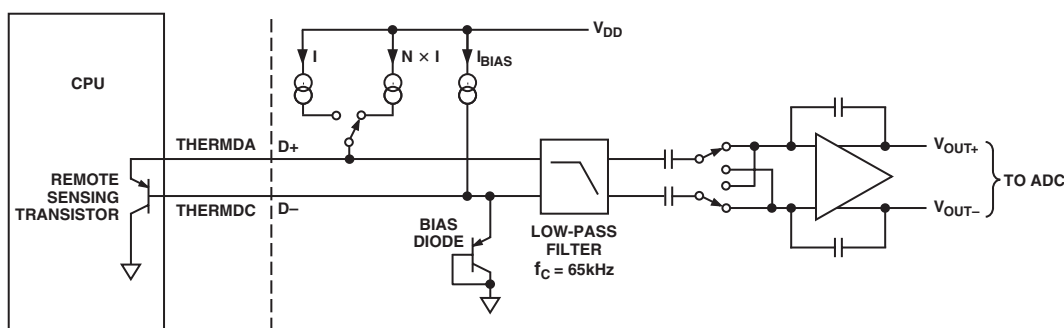 CPU
I
N × I
I_BIAS
V_DD
THERMDA
D+
THERMDC
D–
REMOTE
SENSING
TRANSISTOR
BIAS
DIODE
LOW-PASS
FILTER
f_C = 65kHz
V_OUT+
V_OUT–
TO ADC